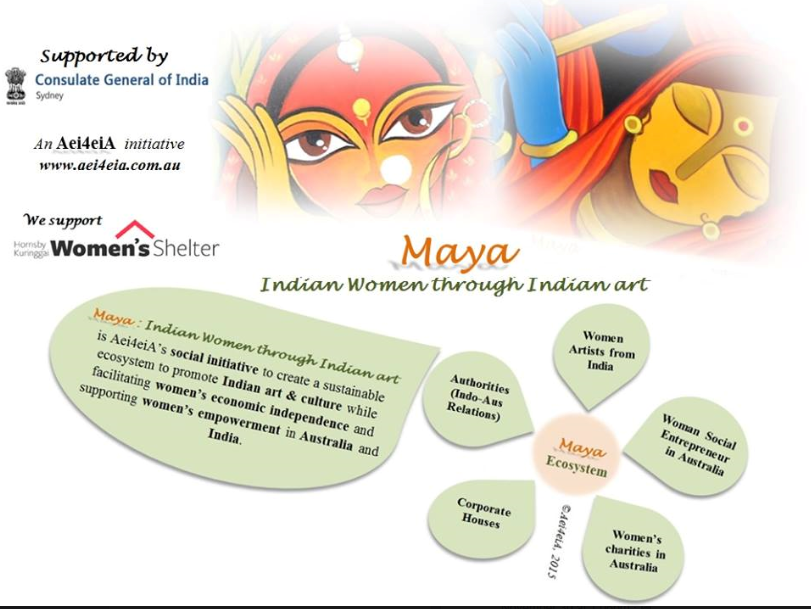 Supported by
Consulate General of India
Sydney
An Aei4eiA initiative
www.aei4eia.com.au
We support
Hornsby
Kuringgai
Women's Shelter
Maya
Indian Women through Indian art
Maya : Indian Women through Indian art
is Aei4eiA's social initiative to create a sustainable
ecosystem to promote Indian art & culture while
facilitating women's economic independence and
supporting women's empowerment in Australia and
India.
Women
Artists from
India
Authorities
(Indo-Aus
Relations)
Woman Social
Entrepreneur
in Australia
Maya
Ecosystem
Corporate
Houses
Women's
charities in
Australia
©Aei4eiA, 2015